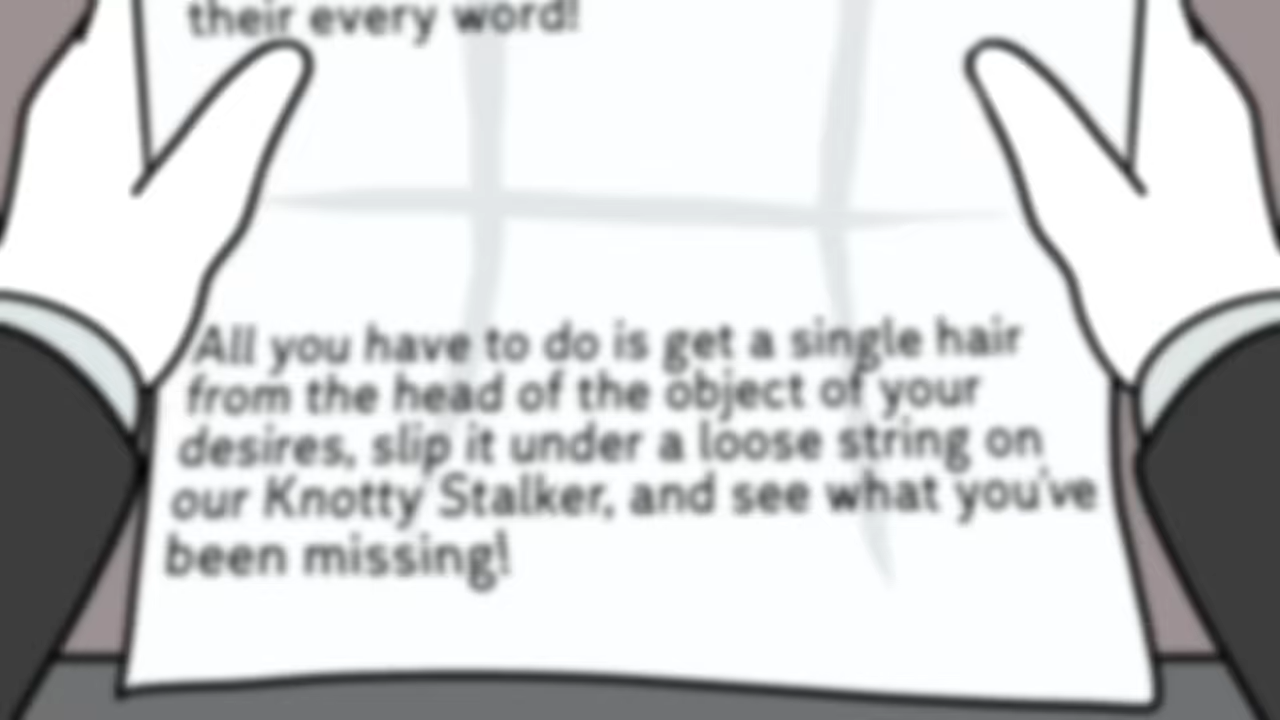 their every word!
All you have to do is get a single hair
from the head of the object of your
desires, slip it under a loose string on
our Knotty Stalker, and see what you've
been missing!